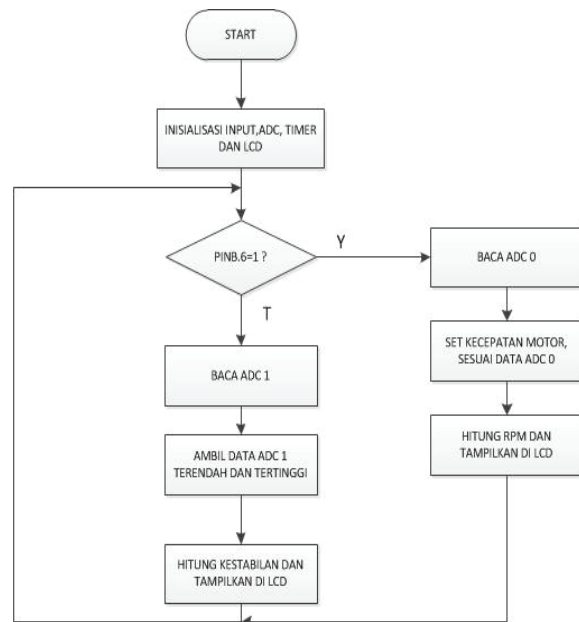 START
INISIALISASI INPUT,ADC, TIMER
DAN LCD
PINB.6=1 ?
Y
T
BACA ADC 0
SET KECEPATAN MOTOR,
SESUAI DATA ADC 0
HITUNG RPM DAN
TAMPILKAN DI LCD
BACA ADC 1
AMBIL DATA ADC 1
TERENDAH DAN TERTINGGI
HITUNG KESTABILAN DAN
TAMPILKAN DI LCD